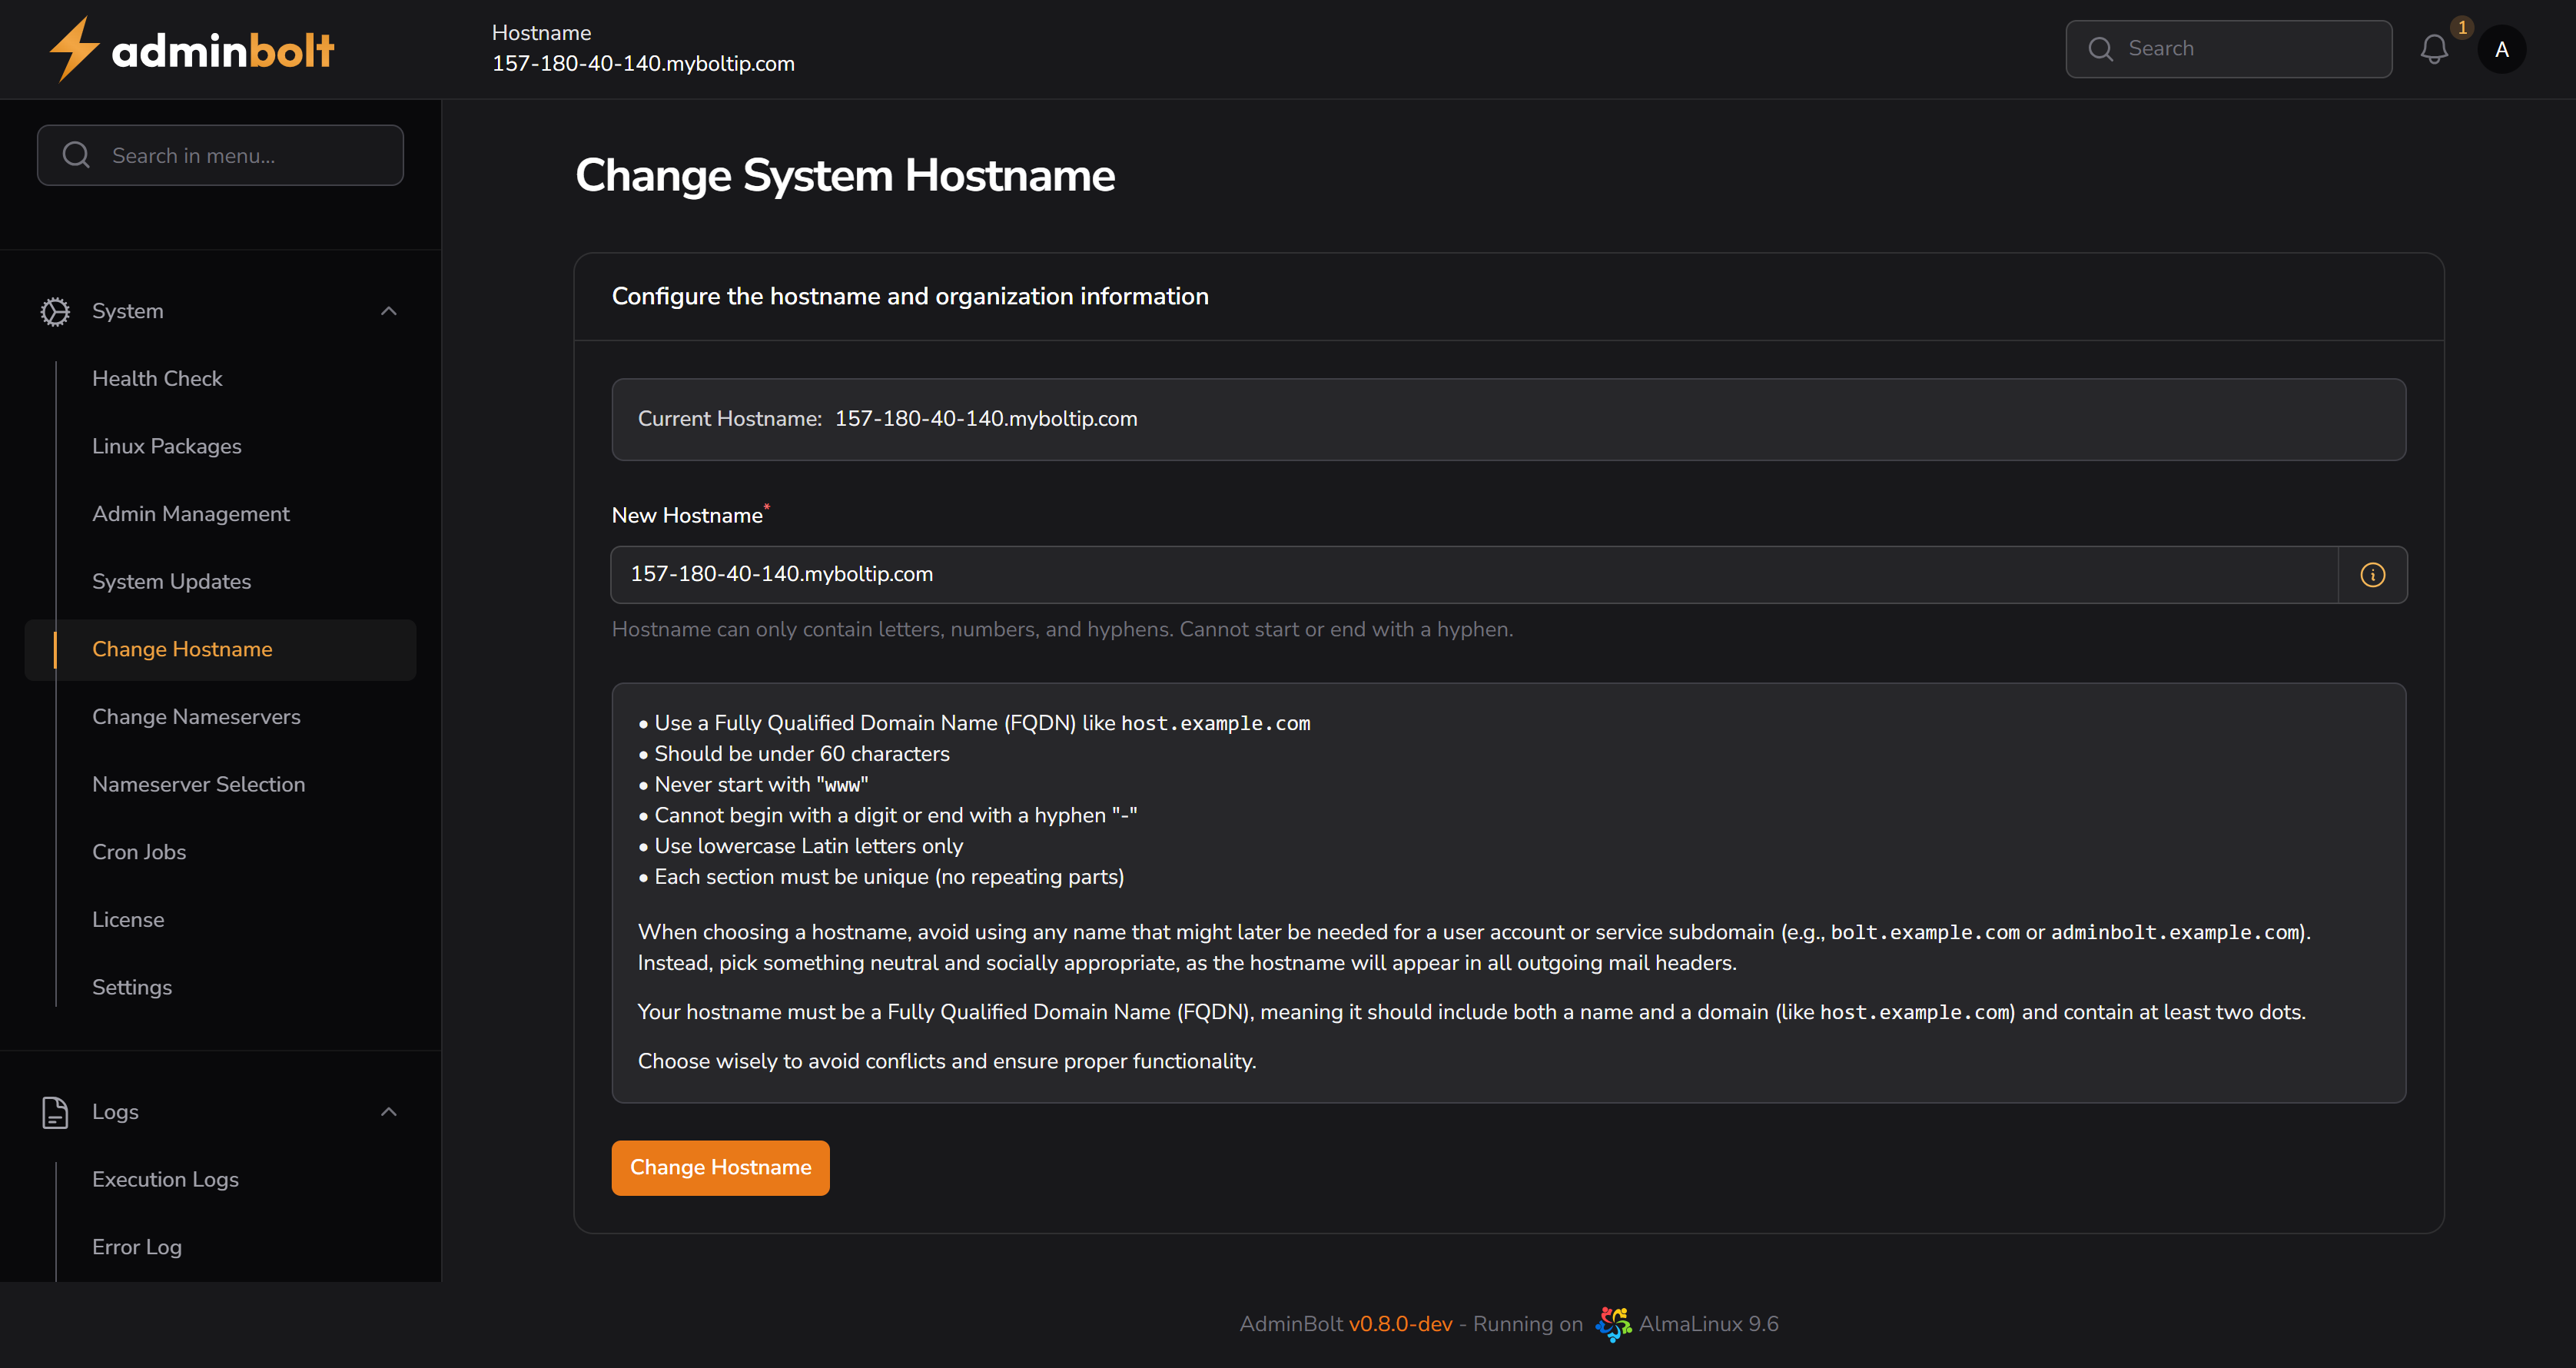 adminbolt
Hostname
157-180-40-140.myboltip.com
Search
1
A
Search in menu...
System
Health Check
Linux Packages
Admin Management
System Updates
Change Hostname
Change Nameservers
Nameserver Selection
Cron Jobs
License
Settings
Logs
Execution Logs
Error Log
Change System Hostname
Configure the hostname and organization information
Current Hostname: 157-180-40-140.myboltip.com
New Hostname*
157-180-40-140.myboltip.com
Hostname can only contain letters, numbers, and hyphens. Cannot start or end with a hyphen.
• Use a Fully Qualified Domain Name (FQDN) like host.example.com
• Should be under 60 characters
• Never start with "www"
• Cannot begin with a digit or end with a hyphen "-"
• Use lowercase Latin letters only
• Each section must be unique (no repeating parts)
When choosing a hostname, avoid using any name that might later be needed for a user account or service subdomain (e.g., bolt.example.com or adminbolt.example.com).
Instead, pick something neutral and socially appropriate, as the hostname will appear in all outgoing mail headers.
Your hostname must be a Fully Qualified Domain Name (FQDN), meaning it should include both a name and a domain (like host.example.com) and contain at least two dots.
Choose wisely to avoid conflicts and ensure proper functionality.
Change Hostname
AdminBolt v0.8.0-dev - Running on AlmaLinux 9.6